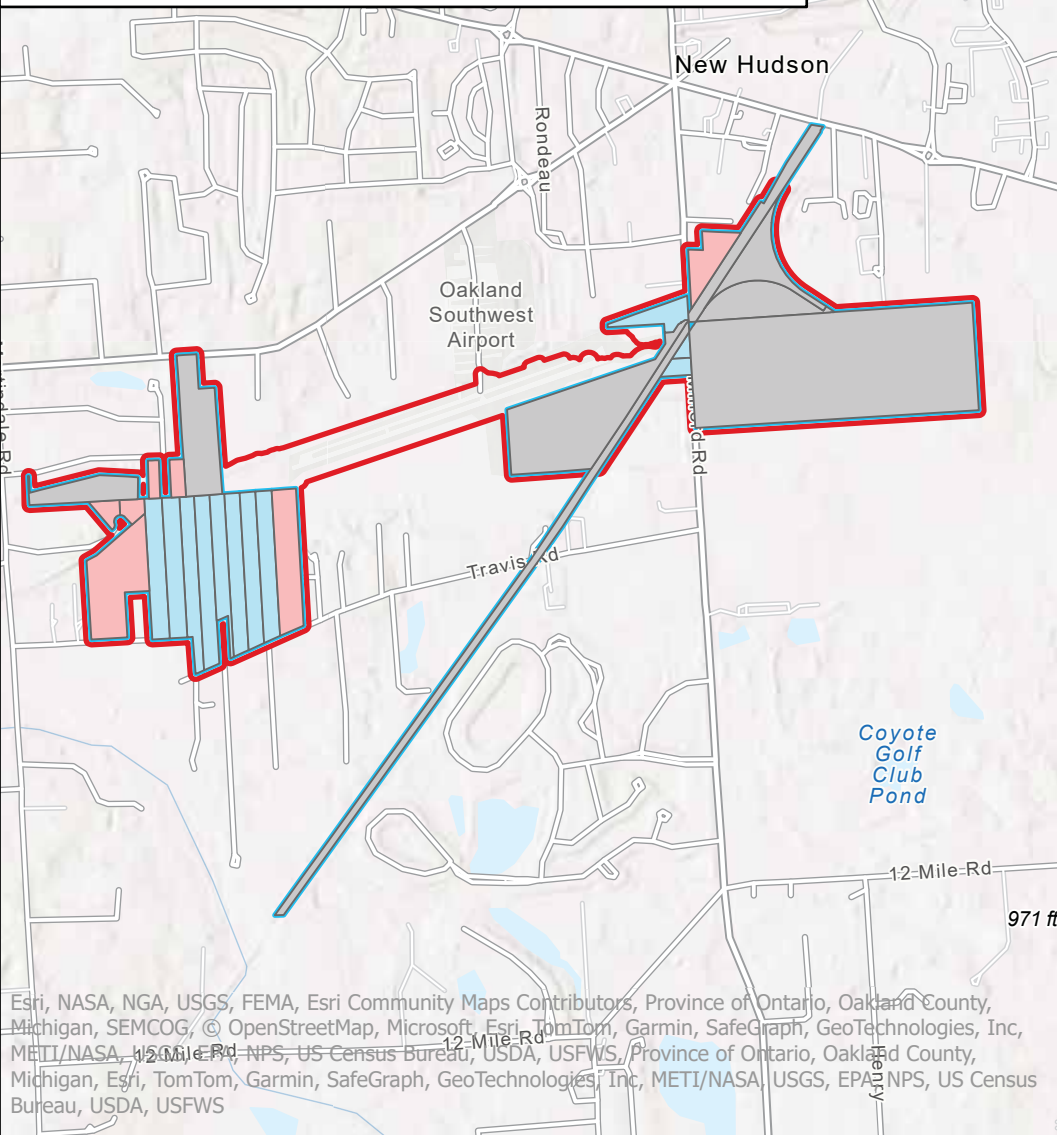 New Hudson
Rondeau
Oakland
Southwest
Airport
Travis Rd
Coyote
Golf
Club
Pond
12 Mile Rd
971 ft
Esri, NASA, NGA, USGS, FEMA, Esri Community Maps Contributors, Province of Ontario, Oakland County,
Michigan, SEMCOG, © OpenStreetMap, Microsoft, Esri, TomTom, Garmin, SafeGraph, GeoTechnologies, Inc,
METI/NASA, USGS, EPA, NPS, US Census Bureau, USDA, USFWS, Province of Ontario, Oakland County,
Michigan, Esri, TomTom, Garmin, SafeGraph, GeoTechnologies, Inc, METI/NASA, USGS, EPA, NPS, US Census
Bureau, USDA, USFWS
12 Mile Rd
12 Mile Rd
Henry